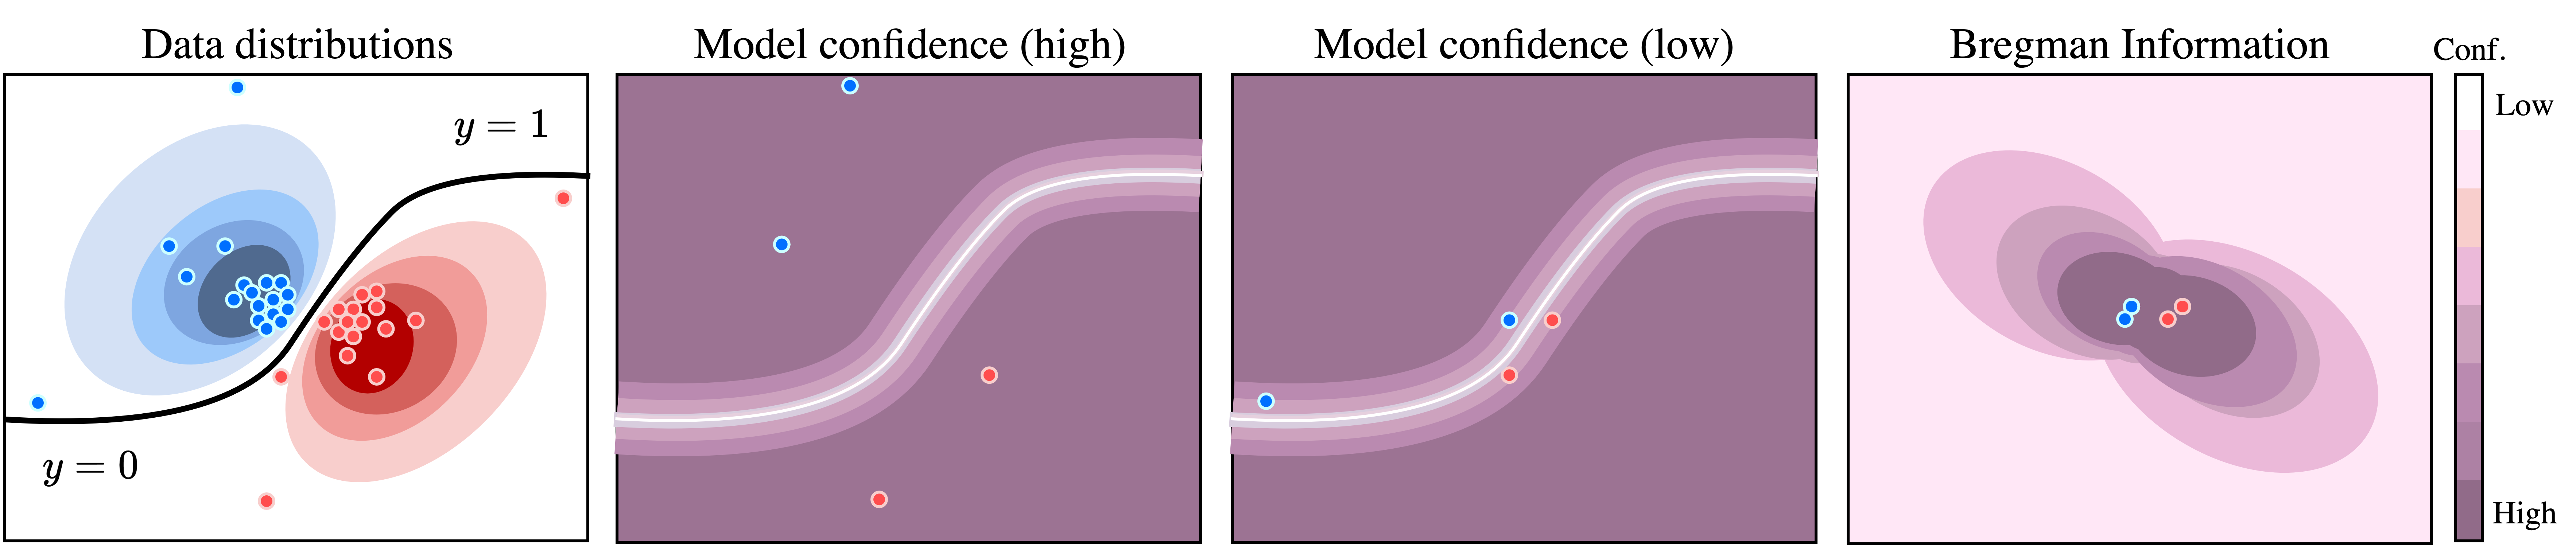 Data distributions
y = 1
y = 0
Model confidence (high)
Model confidence (low)
Bregman Information
Conf.
Low
High